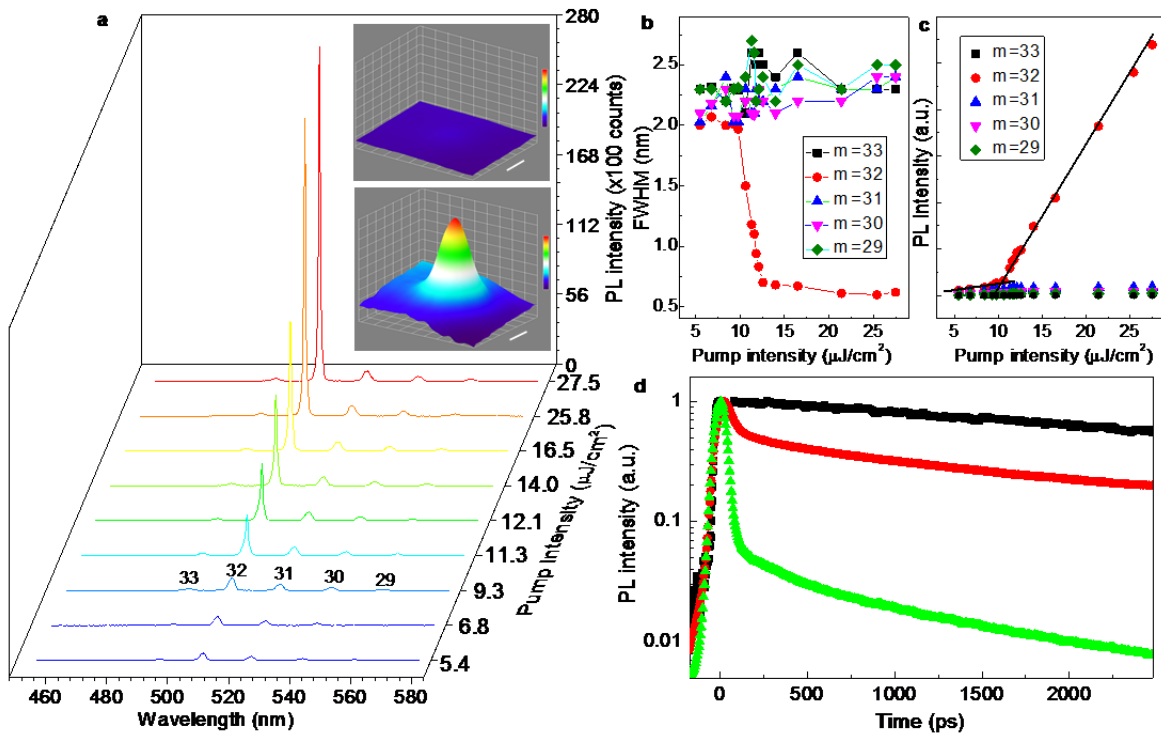 a
280
224
168
112
56
0
PL intensity (x100 counts)
27.5
25.8
16.5
14.0
12.1
11.3
9.3
6.8
5.4
Pump Intensity (μJ/cm²)
33 32 31 30 29
460 480 500 520 540 560 580
Wavelength (nm)
b
2.5
2.0
1.5
1.0
0.5
FWHM (nm)
m=33
m=32
m=31
m=30
m=29
5 10 15 20 25
Pump intensity (μJ/cm²)
c
PL Intensity (a.u.)
m=33
m=32
m=31
m=30
m=29
5 10 15 20 25
Pump intensity (μJ/cm²)
d
1
0.1
0.01
PL intensity (a.u.)
0 500 1000 1500 2000
Time (ps)